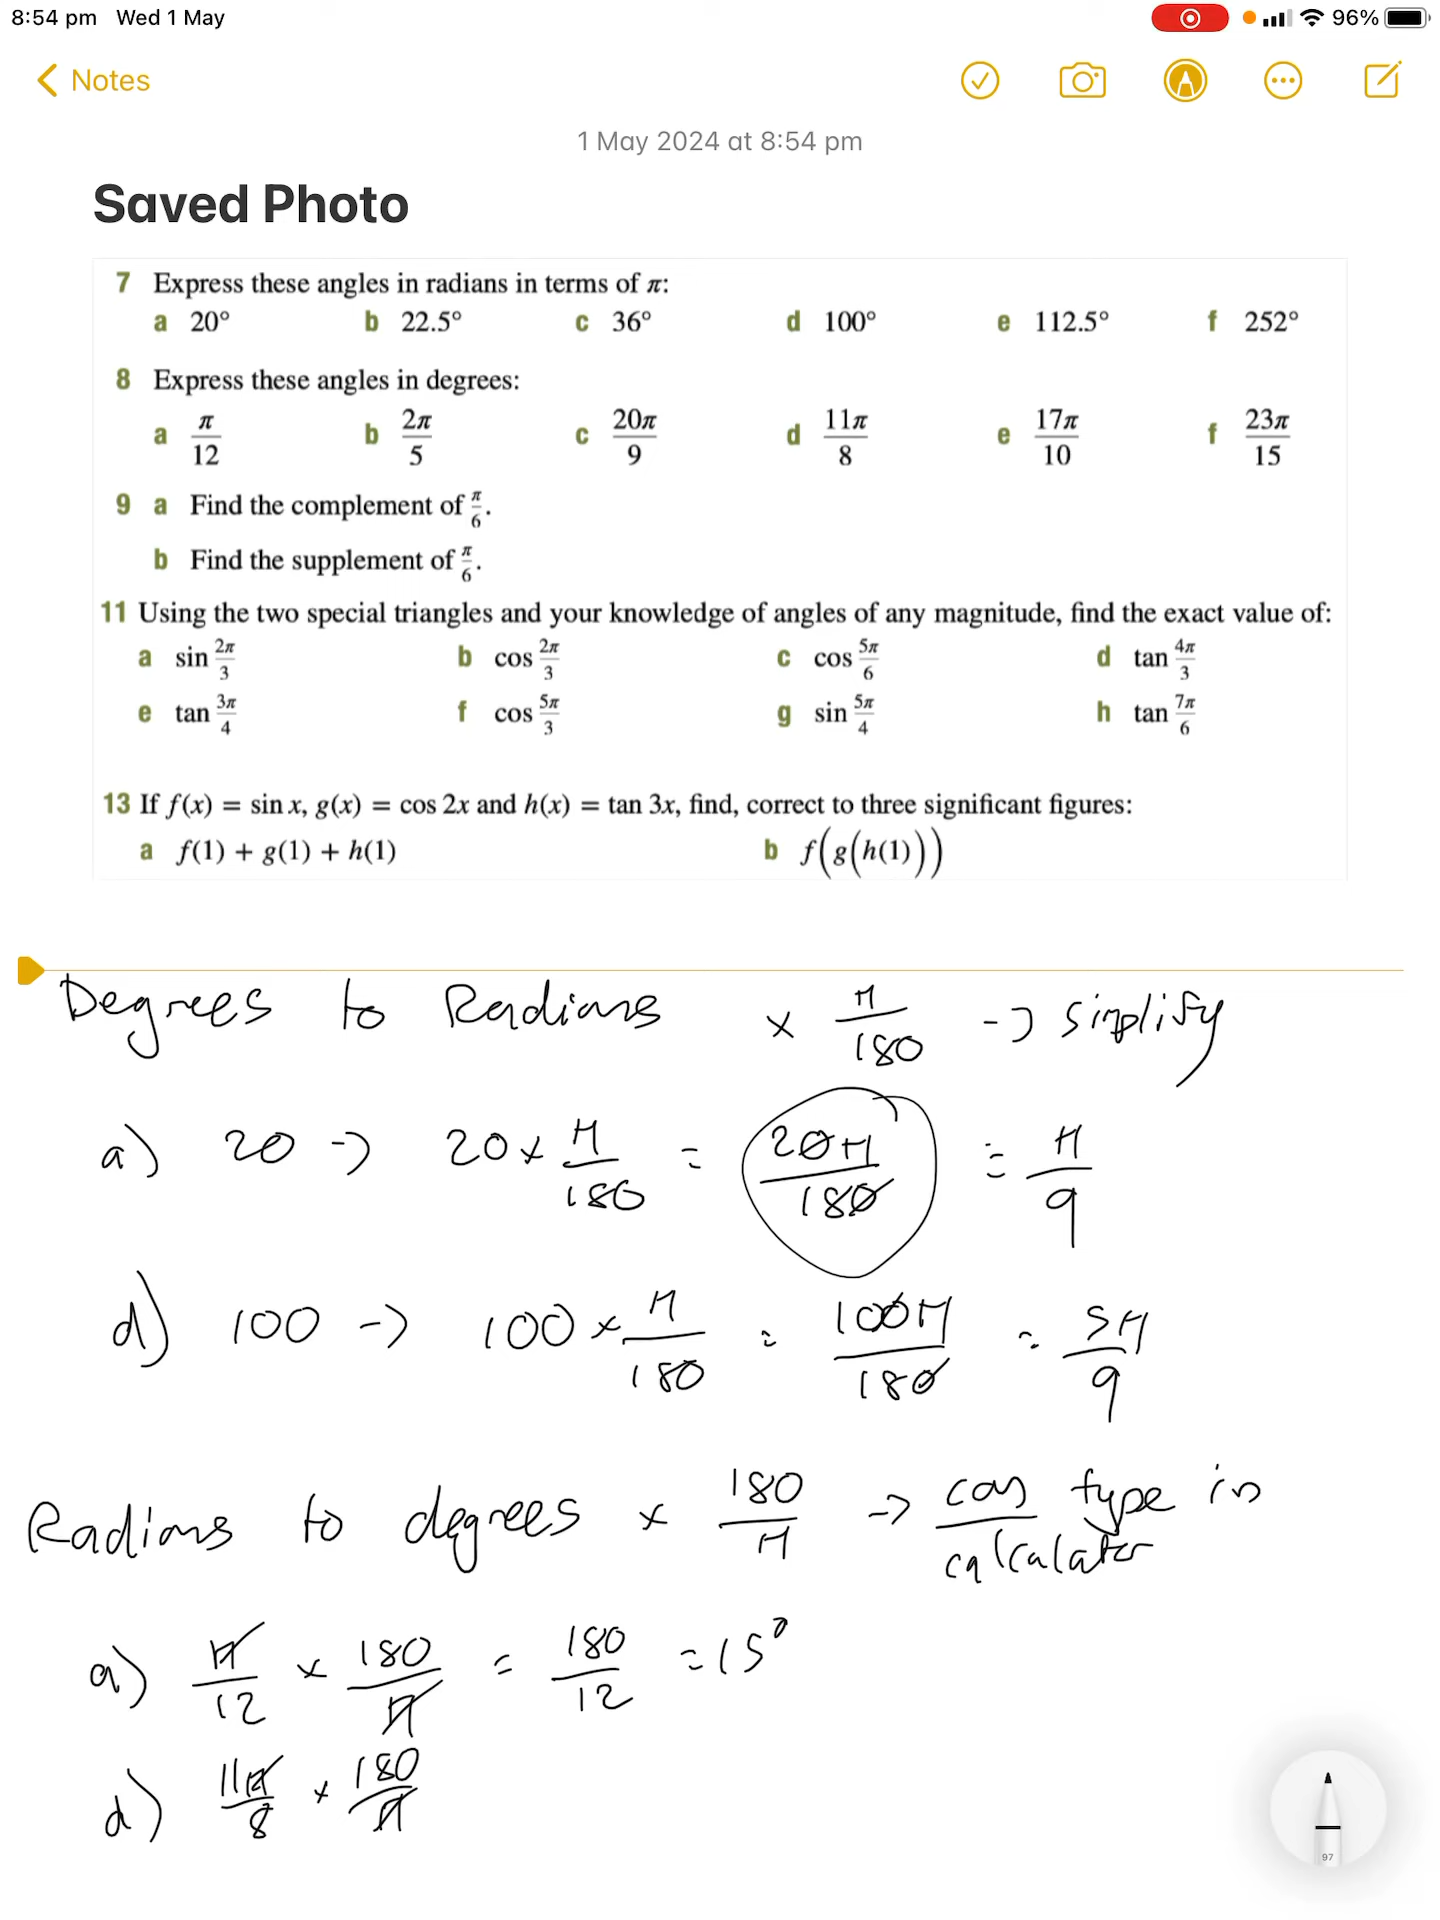 8:54 pm Wed 1 May 96%
Notes
1 May 2024 at 8:54 pm
Saved Photo
7 Express these angles in radians in terms of π:
a 20° b 22.5° c 36° d 100° e 112.5° f 252°
8 Express these angles in degrees:
a π/12 b 2π/5 c 20π/9 d 11π/8 e 17π/10 f 23π/15
9 a Find the complement of π/6.
b Find the supplement of π/6.
11 Using the two special triangles and your knowledge of angles of any magnitude, find the exact value of:
a sin 2π/3 b cos 2π/3 c cos 5π/6 d tan 4π/3
e tan 3π/4 f cos 5π/3 g sin 5π/4 h tan 7π/6
13 If f(x) = sin x, g(x) = cos 2x and h(x) = tan 3x, find, correct to three significant figures:
a f(1) + g(1) + h(1) b f(g(h(1)))
Degrees to Radians × π/180 → simplify
a) 20 → 20 × π/180 = 20π/180 = π/9
d) 100 → 100 × π/180 = 100π/180 = 5π/9
Radians to degrees × 180/π → can type in
calculator
a) π/12 × 180/π = 180/12 = 15°
d) 11π/8 × 180/π
97